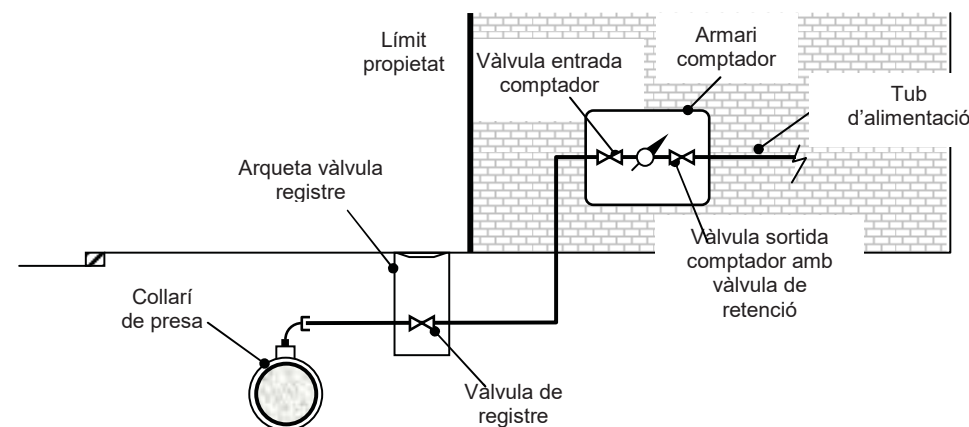 Límit
propietat
Vàlvula entrada
comptador
Armari
comptador
Tub
d'alimentació
Arqueta vàlvula
registre
Vàlvula sortida
comptador amb
vàlvula de
retenció
Collarí
de presa
Vàlvula de
registre